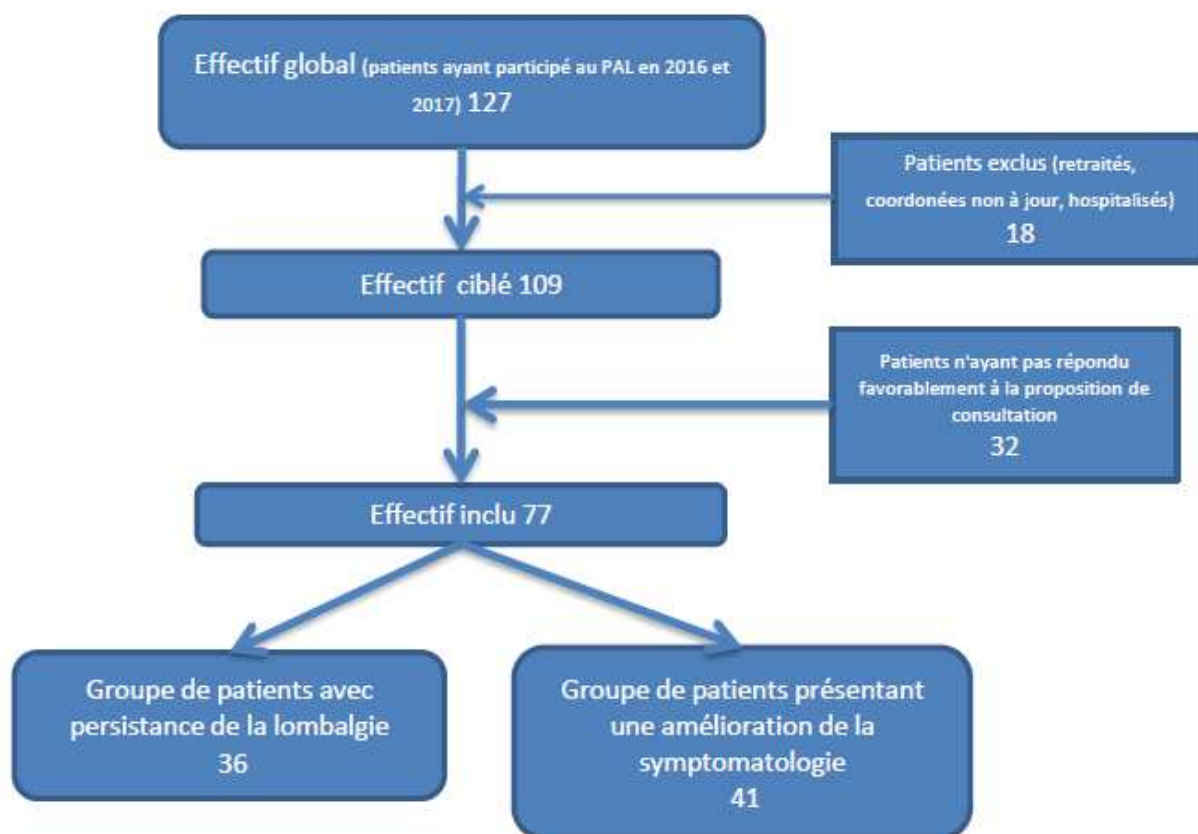 Effectif global (patients ayant participé au PAL en 2016 et
2017) 127
Patients exclus (retraités,
coordonées non à jour, hospitalisés)
18
Effectif ciblé 109
Patients n'ayant pas répondu
favorablement à la proposition de
consultation
32
Effectif inclu 77
Groupe de patients avec
persistance de la lombalgie
36
Groupe de patients présentant
une amélioration de la
symptomatologie
41